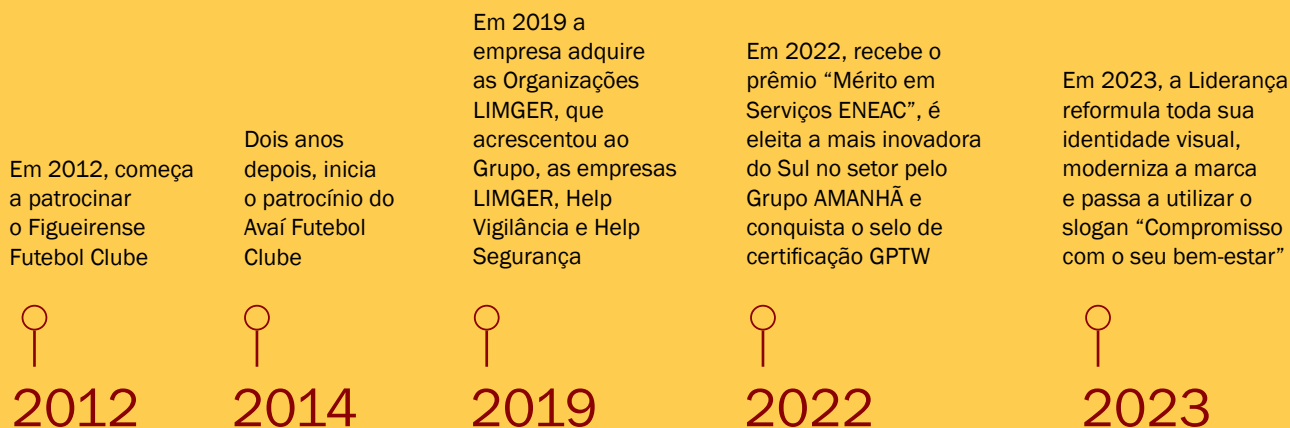 Em 2012, começa
a patrocinar
o Figueirense
Futebol Clube
2012
Dois anos
depois, inicia
o patrocínio do
Avaí Futebol
Clube
2014
Em 2019 a
empresa adquire
as Organizações
LIMGER, que
acrescentou ao
Grupo, as empresas
LIMGER, Help
Vigilância e Help
Segurança
2019
Em 2022, recebe o
prêmio “Mérito em
Serviços ENEAC”, é
eleita a mais inovadora
do Sul no setor pelo
Grupo AMANHÃ e
conquista o selo de
certificação GPTW
2022
Em 2023, a Liderança
reformula toda sua
identidade visual,
moderniza a marca
e passa a utilizar o
slogan “Compromisso
com o seu bem-estar”
2023